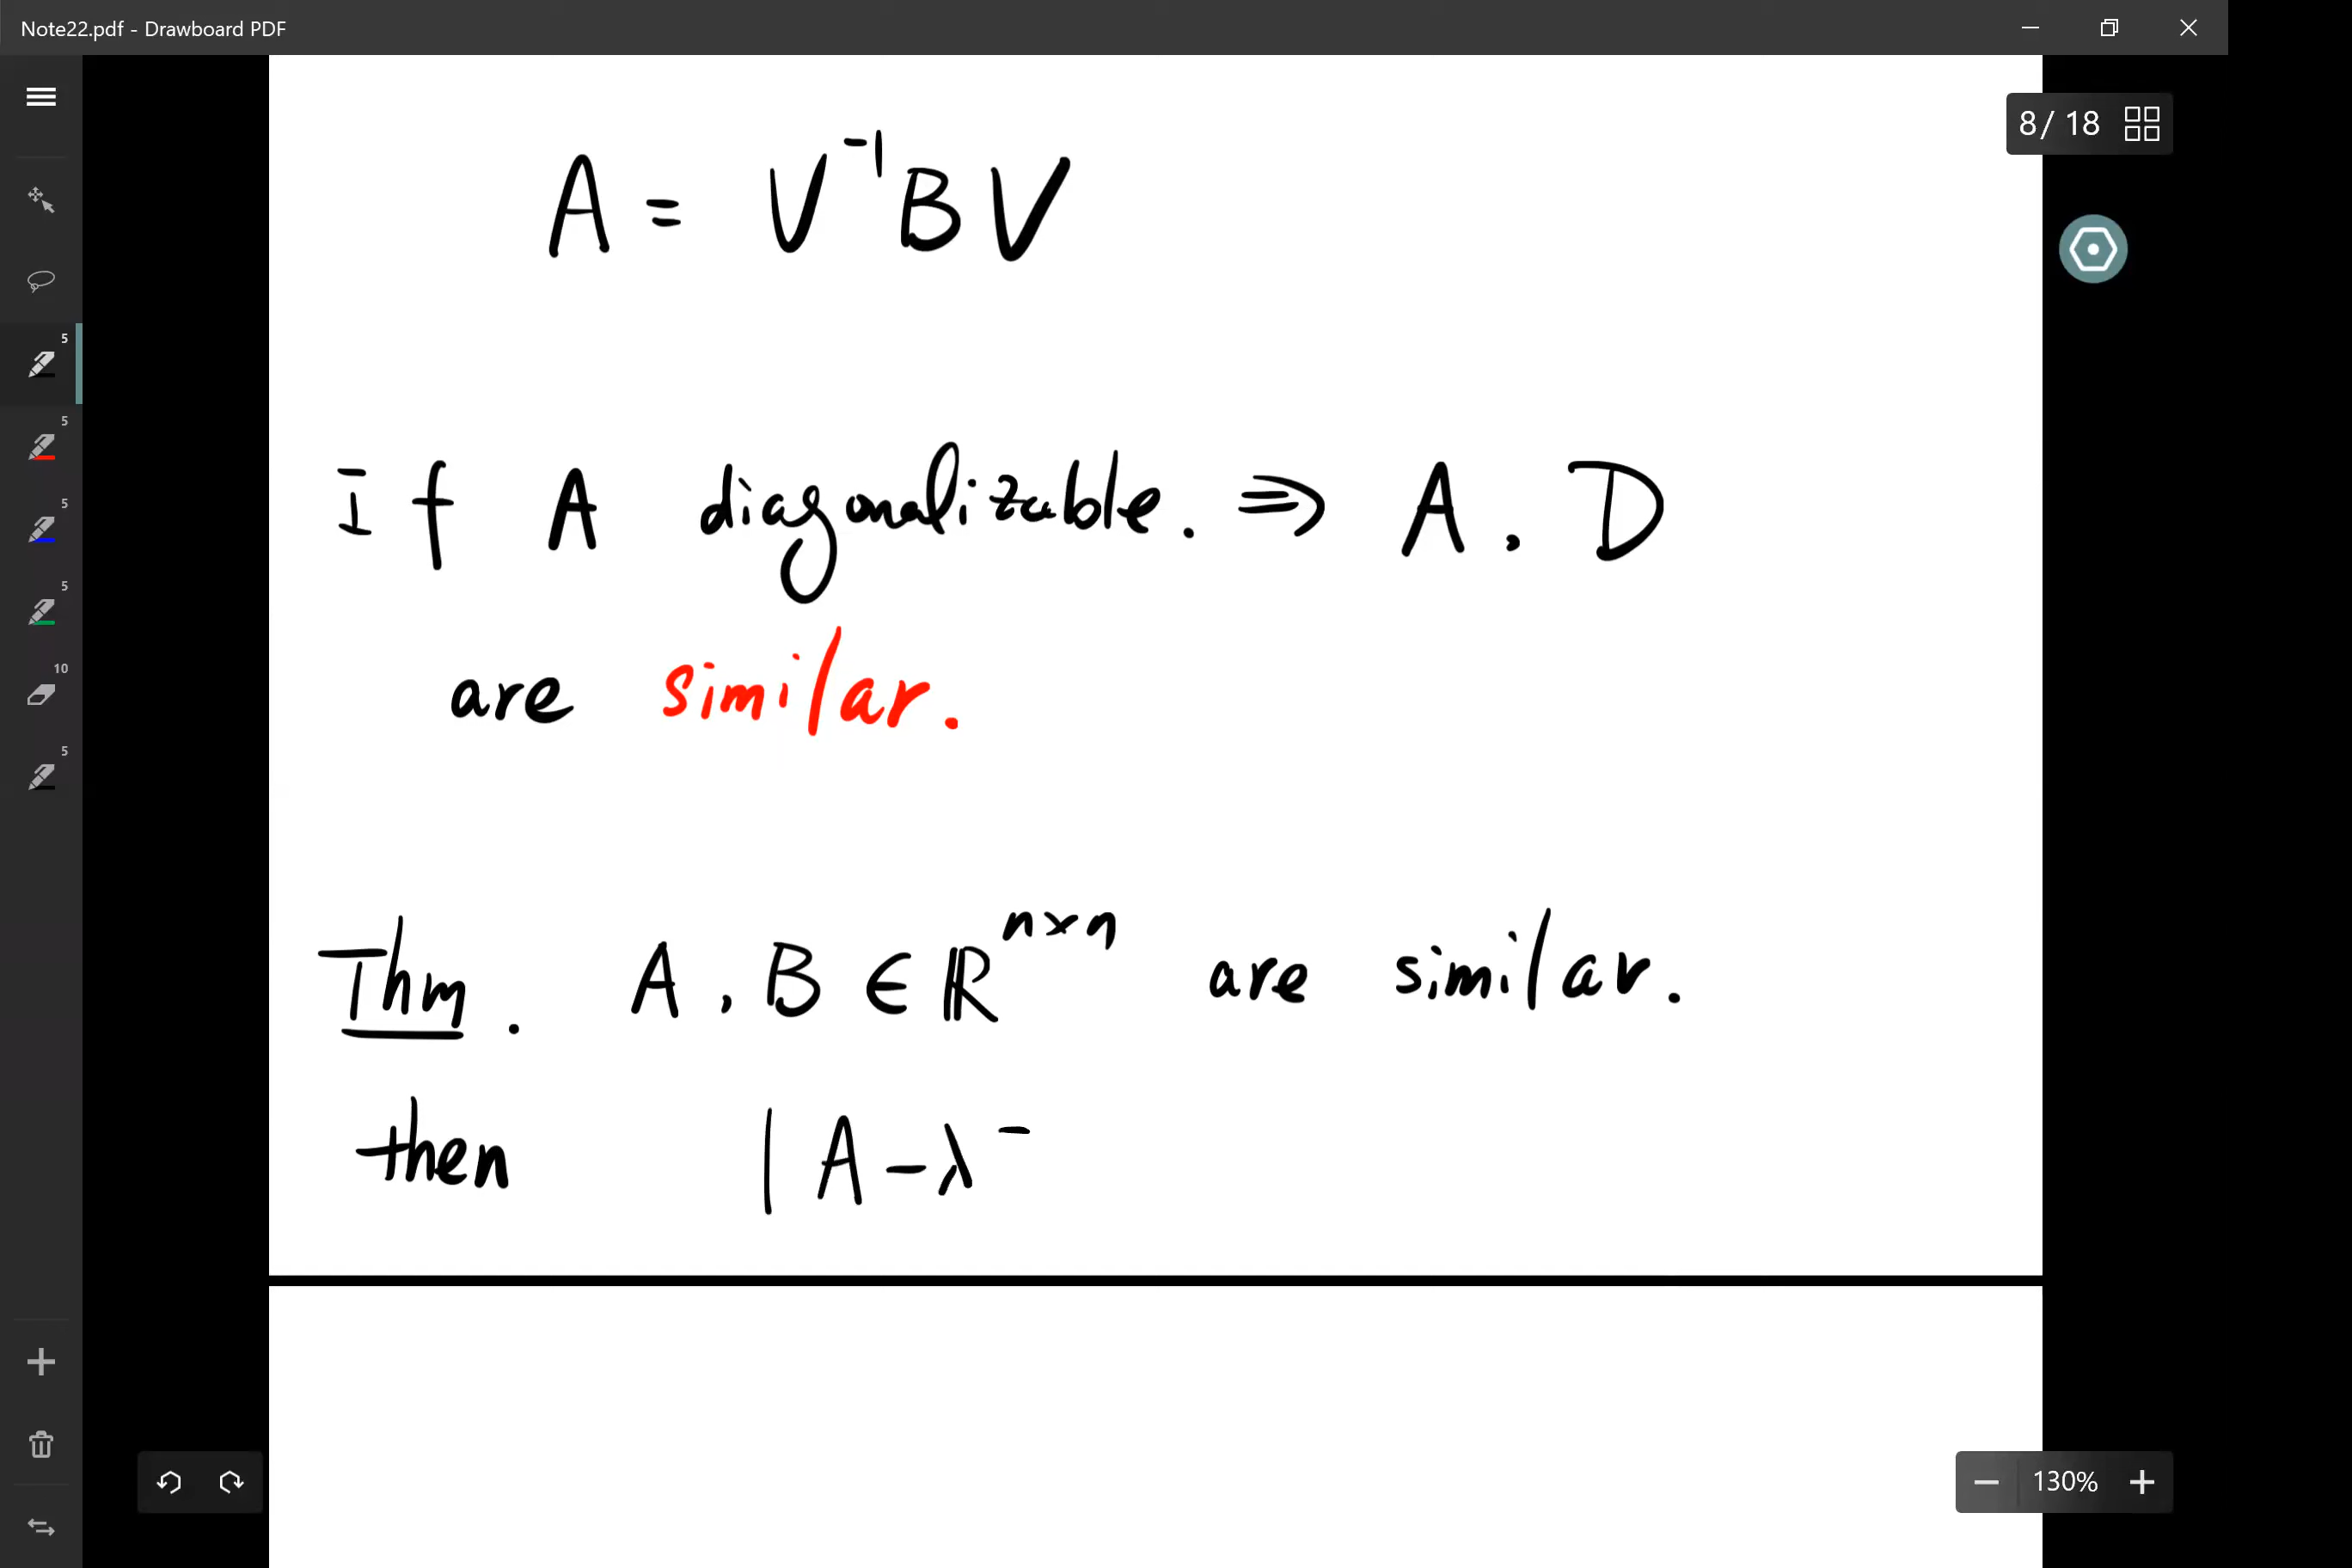 Note22.pdf - Drawboard PDF
8 / 18
A = V⁻¹ B V
5
If A diagonalizable. ⇒ A, D
5
5
5
are similar.
10
5
Thm. A, B ∈ ℝⁿˣⁿ are similar.
then | A - λ -
130%